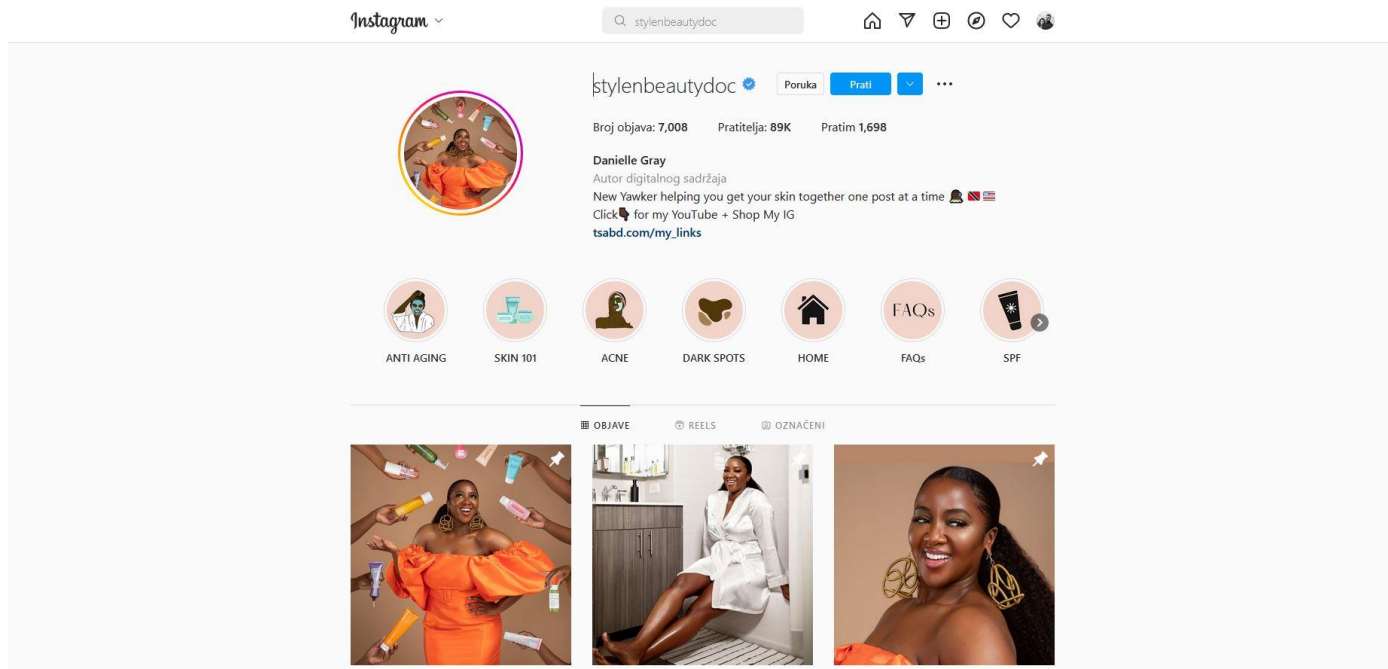 Instagram
stylenbeautydoc
stylenbeautydoc Poruka Prati
Broj objava: 7,008 Pratitelja: 89K Pratim 1,698
Danielle Gray
Autor digitalnog sadržaja
New Yawker helping you get your skin together one post at a time
Click👇🏿 for my YouTube + Shop My IG
tsabd.com/my_links
FAQs
ANTI AGING SKIN 101 ACNE DARK SPOTS HOME FAQs SPF
OBJAVE REELS OZNAČENI